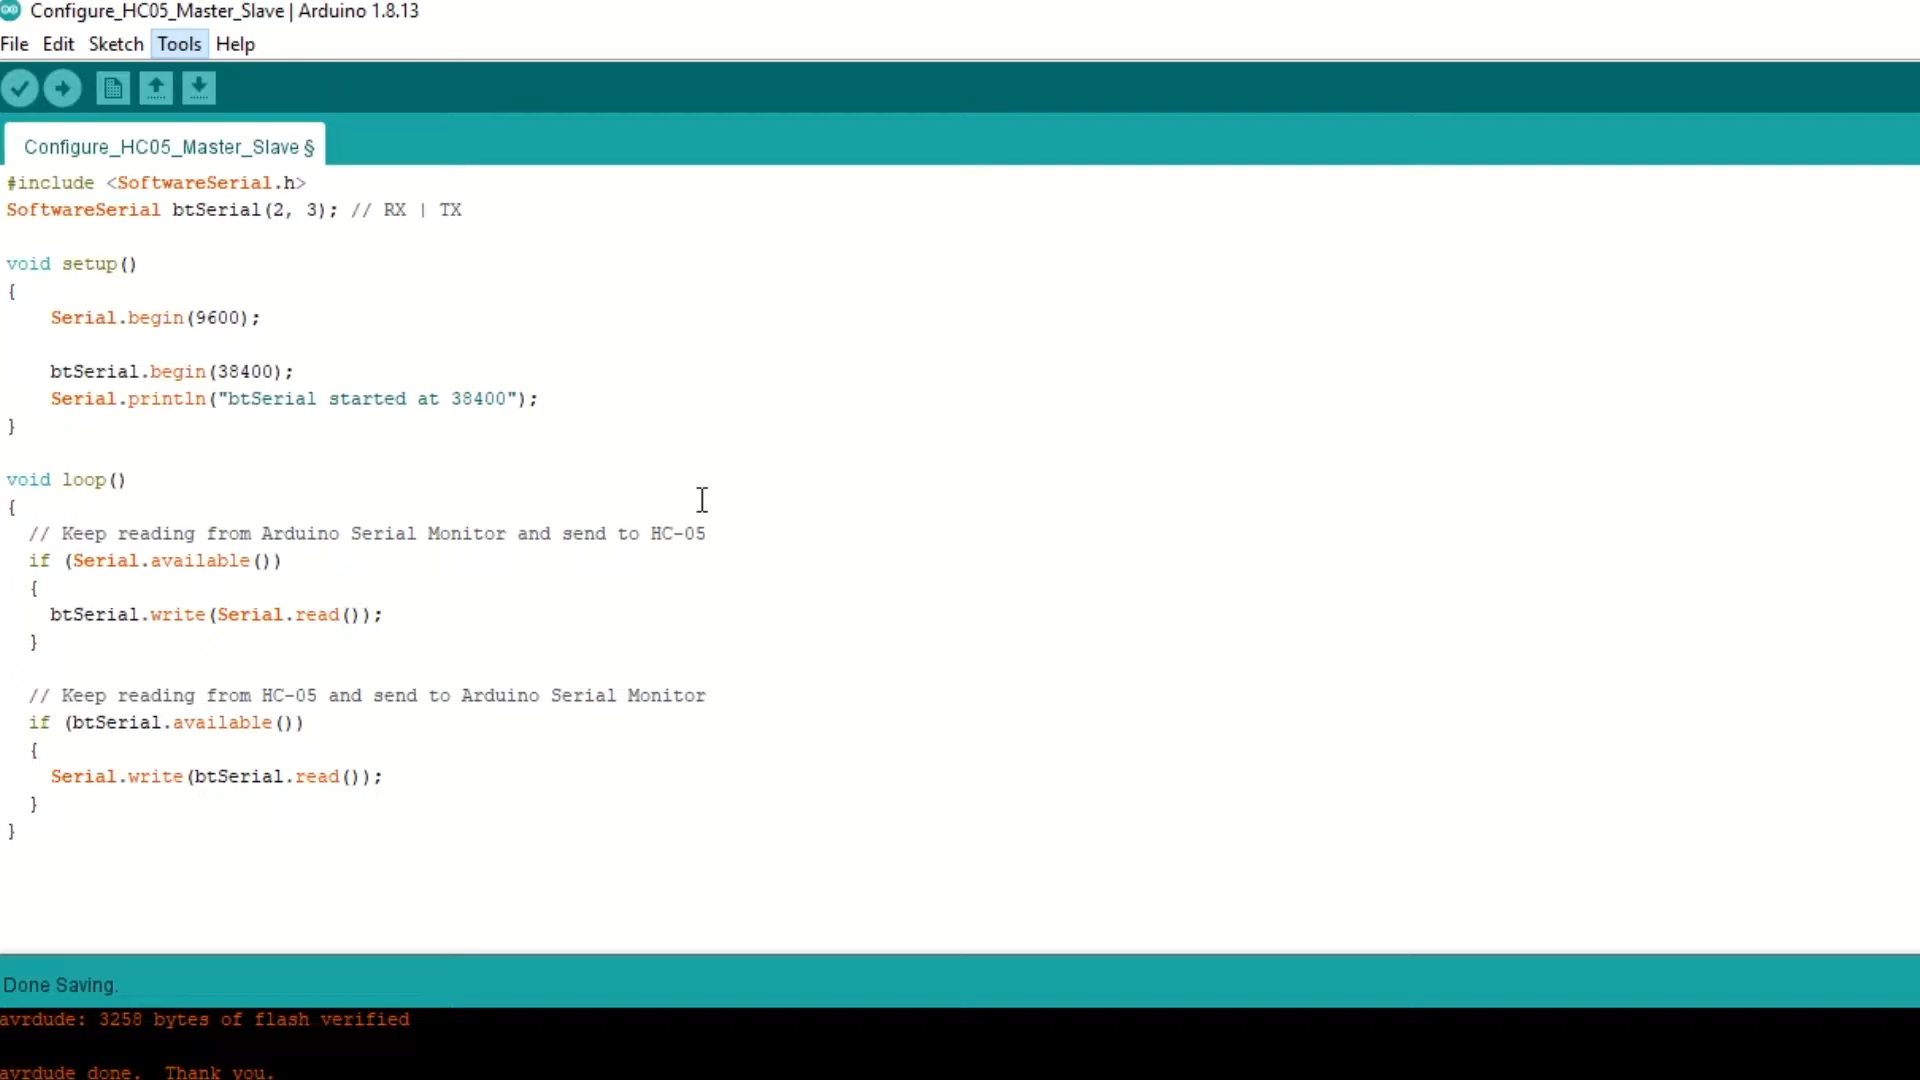 Configure_HC05_Master_Slave | Arduino 1.8.13
File Edit Sketch Tools Help
Configure_HC05_Master_Slave §
#include <SoftwareSerial.h>
SoftwareSerial btSerial(2, 3); // RX | TX
void setup()
{
Serial.begin(9600);
btSerial.begin(38400);
Serial.println("btSerial started at 38400");
}
void loop()
{
// Keep reading from Arduino Serial Monitor and send to HC-05
if (Serial.available())
{
btSerial.write(Serial.read());
}
// Keep reading from HC-05 and send to Arduino Serial Monitor
if (btSerial.available())
{
Serial.write(btSerial.read());
}
}
Done Saving.
avrdude: 3258 bytes of flash verified
avrdude done. Thank you.